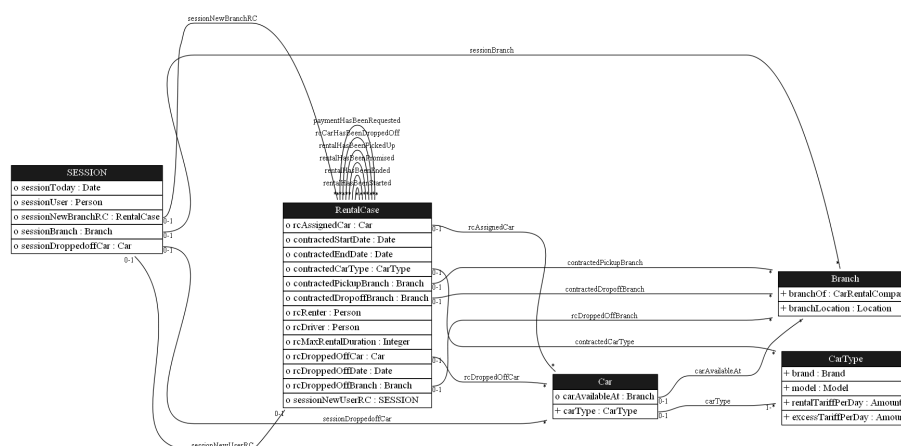 sessionNewBranchRC
sessionBranch
paymentHasBeenRequested
rcCarHasBeenDroppedOff
rentalHasBeenPickedUp
rentalHasBeenPromised
rentalHasBeenEnded
rentalHasBeenStarted
SESSION
o sessionToday : Date
o sessionUser : Person
o sessionNewBranchRC : RentalCase
o sessionBranch : Branch
o sessionDroppedoffCar : Car
0-1
0-1
0-1
0-1
RentalCase
o rcAssignedCar : Car
o contractedStartDate : Date
o contractedEndDate : Date
o contractedCarType : CarType
o contractedPickupBranch : Branch
o contractedDropoffBranch : Branch
o rcRenter : Person
o rcDriver : Person
o rcMaxRentalDuration : Integer
o rcDroppedOffCar : Car
o rcDroppedOffDate : Date
o rcDroppedOffBranch : Branch
o sessionNewUserRC : SESSION
0-1
0-1
0-1
0-1
0-1
0-1
0-1
rcAssignedCar
contractedPickupBranch
contractedDropoffBranch
rcDroppedOffBranch
contractedCarType
rcDroppedOffCar
carAvailableAt
carType
sessionDroppedoffCar
sessionNewUserRC
Branch
+ branchOf : CarRentalCompa
+ branchLocation : Location
CarType
+ brand : Brand
+ model : Model
+ rentalTariffPerDay : Amount
+ excessTariffPerDay : Amou
Car
o carAvailableAt : Branch
+ carType : CarType
0-1
0-1
1-*